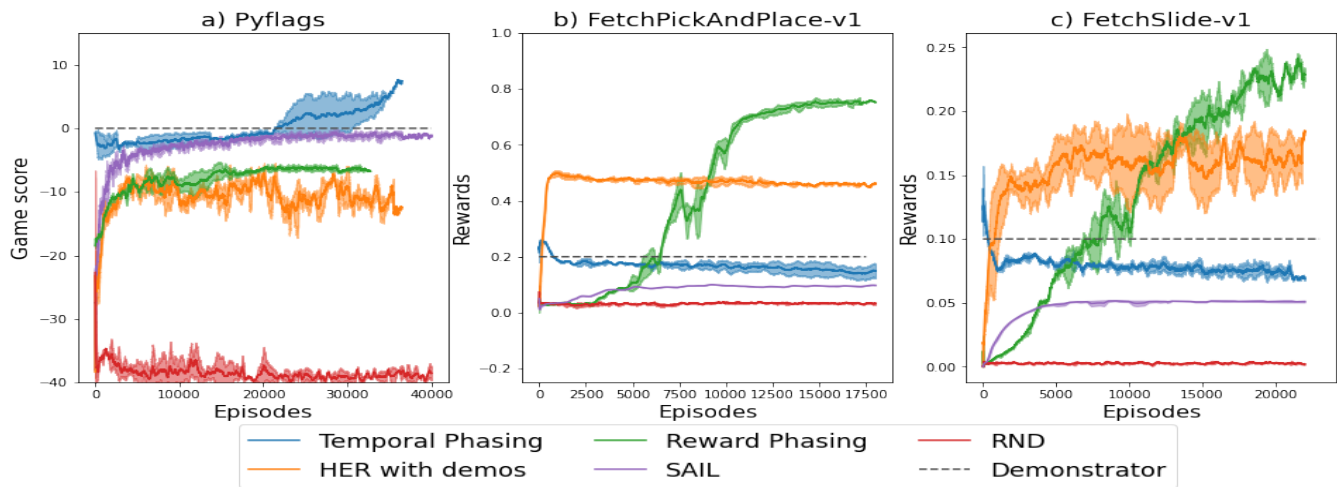 a) Pyflags
b) FetchPickAndPlace-v1
c) FetchSlide-v1
Game score
10
0
−10
−20
−30
−40
0
10000
20000
30000
40000
Episodes
Rewards
1.0
0.8
0.6
0.4
0.2
0.0
−0.2
0
2500
5000
7500
10000
12500
15000
17500
Episodes
Rewards
0.25
0.20
0.15
0.10
0.05
0.00
0
5000
10000
15000
20000
Episodes
Temporal Phasing
Reward Phasing
RND
HER with demos
SAIL
Demonstrator